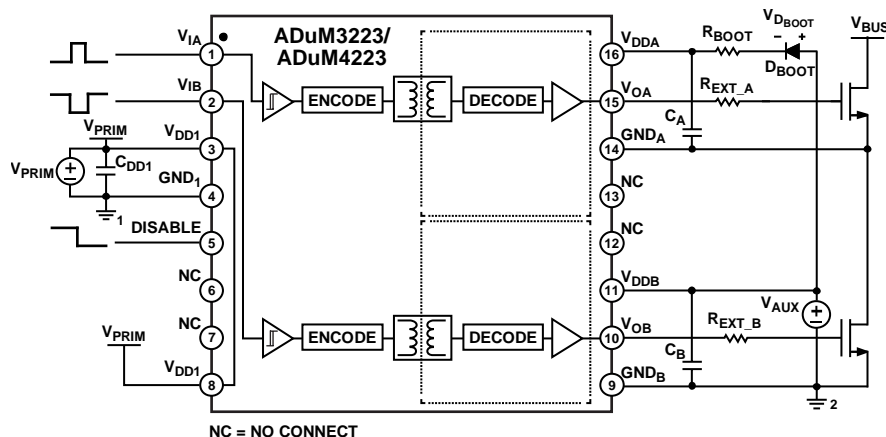 ADuM3223/
ADuM4223
VIA
1
VIB
2
VPRIM
VDD1
3
VPRIM
CDD1
GND1
4
1
DISABLE
5
NC
6
NC
7
VPRIM
VDD1
8
ENCODE
DECODE
ENCODE
DECODE
16
VDDA
RBOOT
VDBOOT
− +
DBOOT
VBUS
15
VOA
REXT_A
CA
14
GNDA
13
NC
12
NC
11
VDDB
VAUX
10
VOB
REXT_B
CB
9
GNDB
2
NC = NO CONNECT